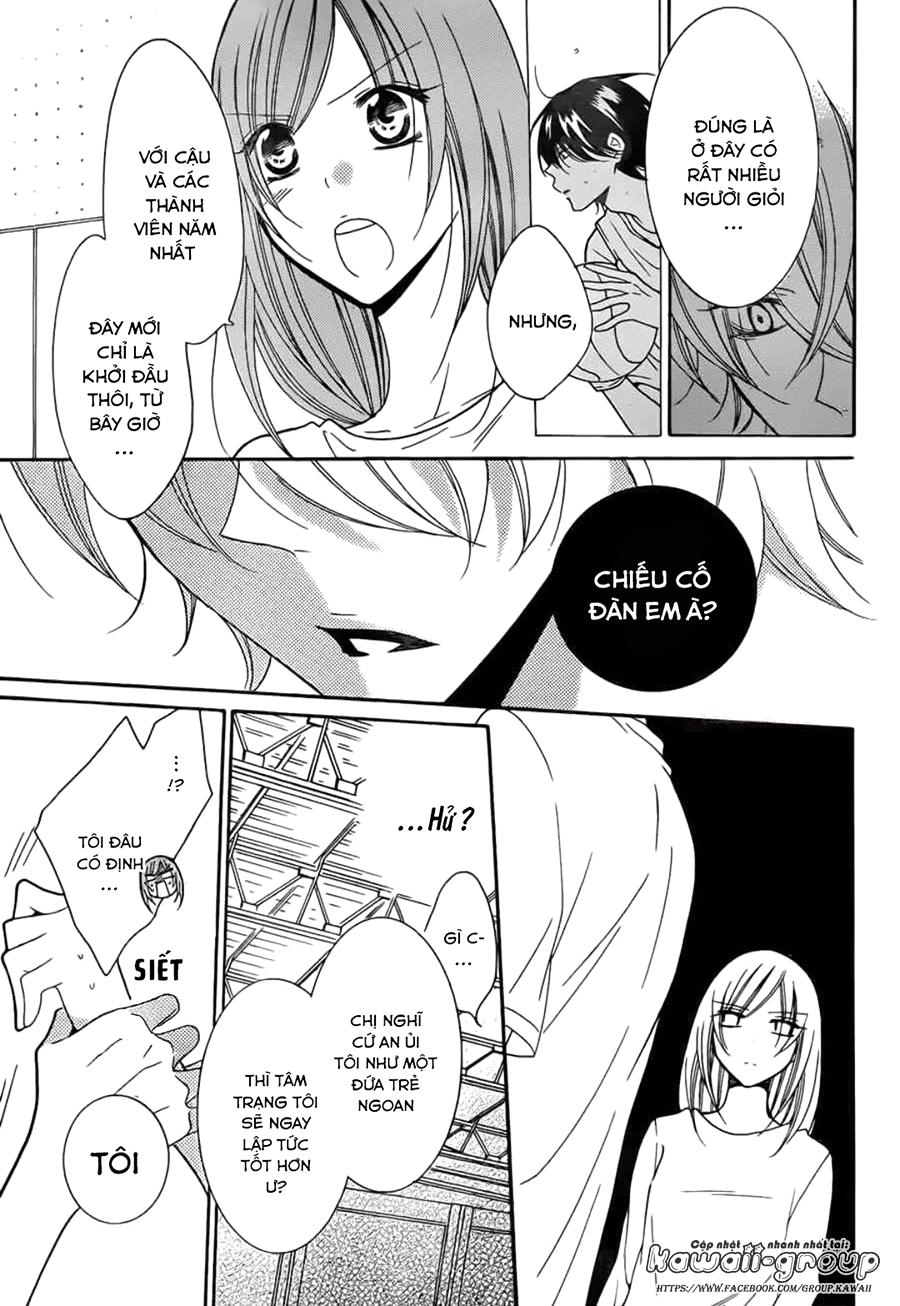 ĐÚNG LÀ
Ở ĐÂY CÓ
RẤT NHIỀU
NGƯỜI GIỎI
...
NHƯNG,
VỚI CẬU
VÀ CÁC
THÀNH
VIÊN NĂM
NHẤT
ĐÂY MỚI
CHỈ LÀ
KHỞI ĐẦU
THÔI, TỪ
BÂY GIỜ
...
CHIẾU CỐ
ĐÀN EM À?
...HỬ?
GÌ C-
...
CHỊ NGHĨ
CỨ AN ỦI
TÔI NHƯ MỘT
ĐỨA TRẺ
NGOAN
THÌ TÂM
TRẠNG TÔI
SẼ NGAY
LẬP TỨC
TỐT HƠN
Ư?
...
!?
TÔI ĐÂU
CÓ ĐỊNH
...
SIẾT
TÔI
Cập nhật nhanh nhất tại:
kawaii-group
HTTPS://WWW.FACEBOOK.COM/GROUP.KAWAII